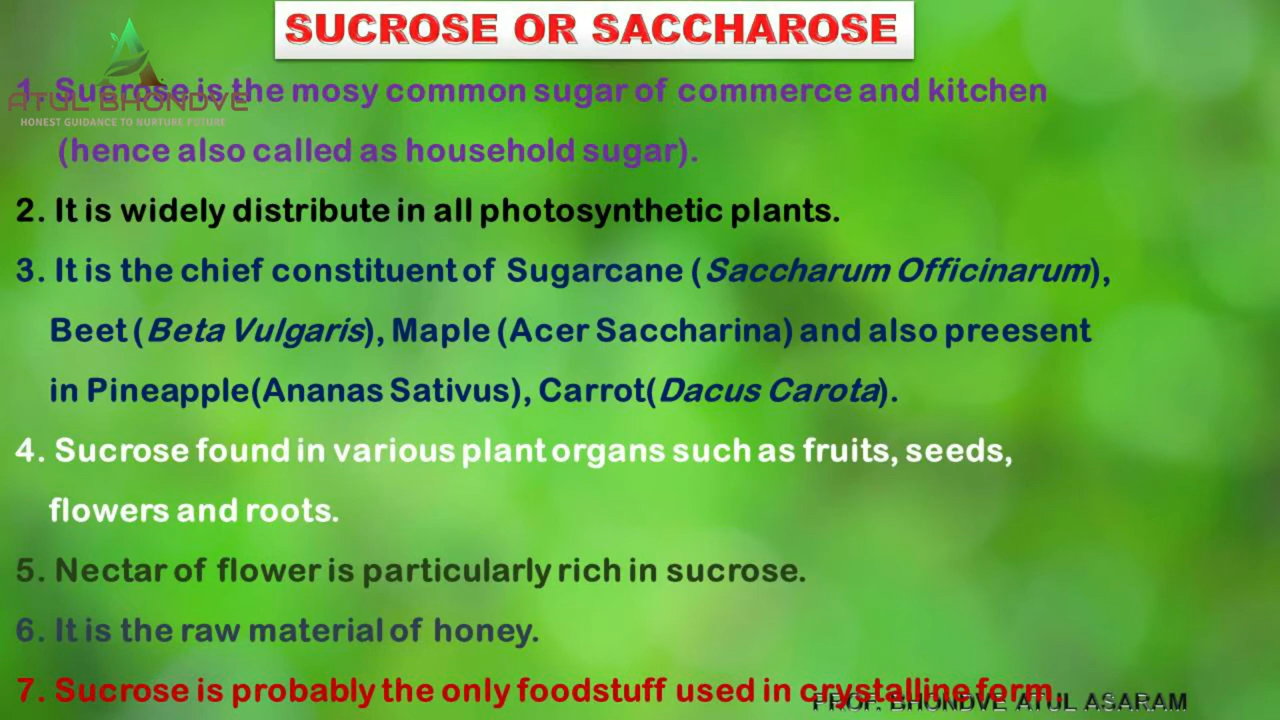 SUCROSE OR SACCHAROSE
1. Sucrose is the mosy common sugar of commerce and kitchen
ATUL BHONDVE
HONEST GUIDANCE TO NURTURE FUTURE
(hence also called as household sugar).
2. It is widely distribute in all photosynthetic plants.
3. It is the chief constituent of Sugarcane (Saccharum Officinarum),
Beet (Beta Vulgaris), Maple (Acer Saccharina) and also preesent
in Pineapple(Ananas Sativus), Carrot(Dacus Carota).
4. Sucrose found in various plant organs such as fruits, seeds,
flowers and roots.
5. Nectar of flower is particularly rich in sucrose.
6. It is the raw material of honey.
7. Sucrose is probably the only foodstuff used in crystalline form.
PROF. BHONDVE ATUL ASARAM